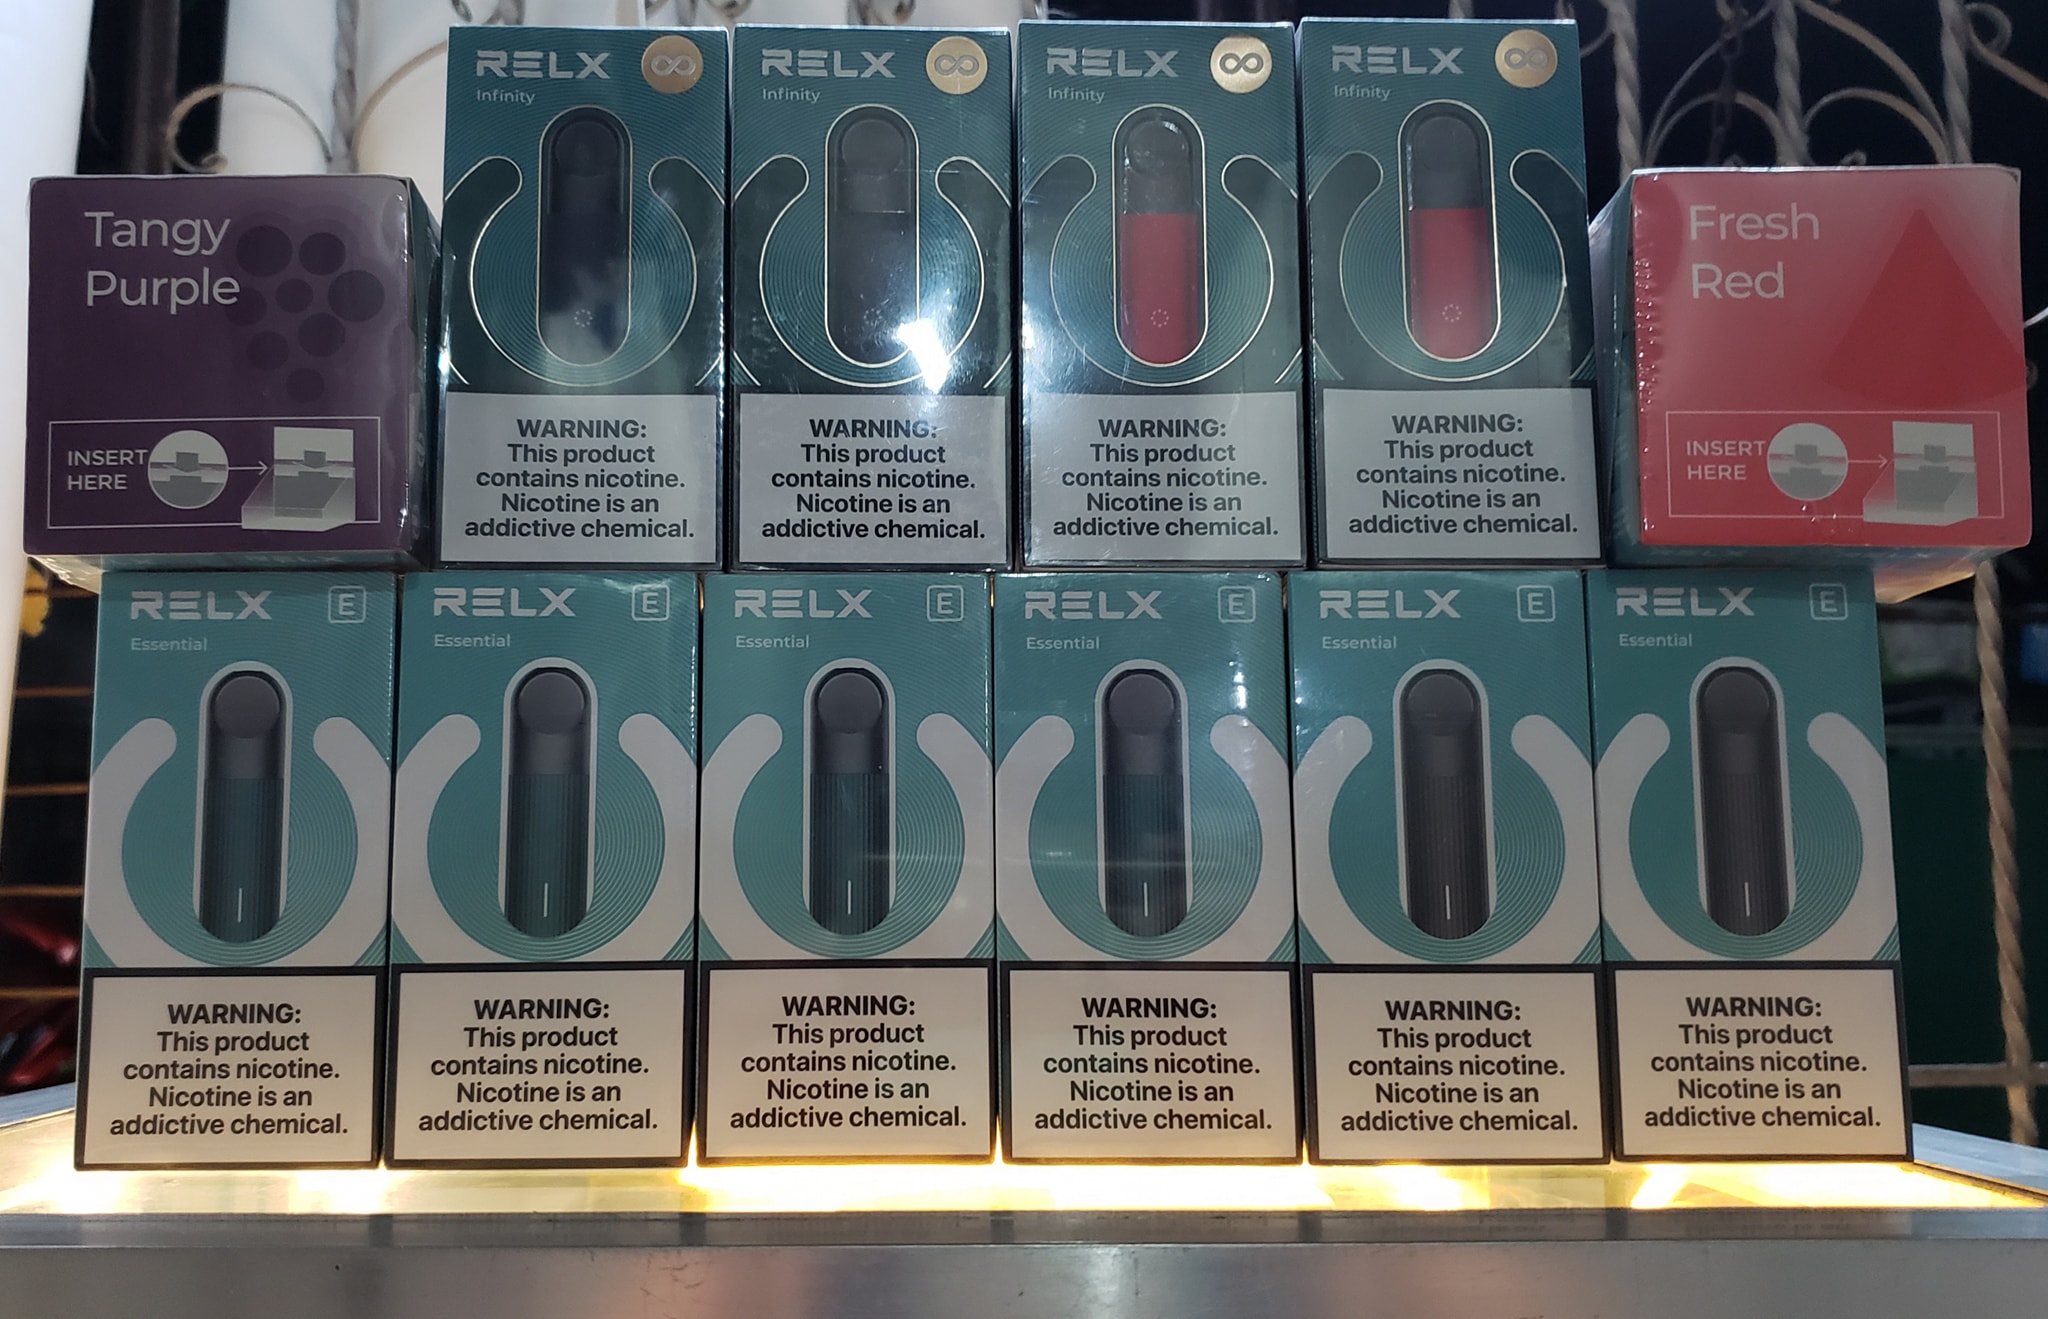 Tangy
Purple
INSERT
HERE
RELX
Infinity
WARNING:
This product
contains nicotine.
Nicotine is an
addictive chemical.
RELX
Infinity
WARNING:
This product
contains nicotine.
Nicotine is an
addictive chemical.
RELX
Infinity
WARNING:
This product
contains nicotine.
Nicotine is an
addictive chemical.
RELX
Infinity
WARNING:
This product
contains nicotine.
Nicotine is an
addictive chemical.
Fresh
Red
INSERT
HERE
RELX E
Essential
WARNING:
This product
contains nicotine.
Nicotine is an
addictive chemical.
RELX E
Essential
WARNING:
This product
contains nicotine.
Nicotine is an
addictive chemical.
RELX E
Essential
WARNING:
This product
contains nicotine.
Nicotine is an
addictive chemical.
RELX E
Essential
WARNING:
This product
contains nicotine.
Nicotine is an
addictive chemical.
RELX E
Essential
WARNING:
This product
contains nicotine.
Nicotine is an
addictive chemical.
RELX E
Essential
WARNING:
This product
contains nicotine.
Nicotine is an
addictive chemical.